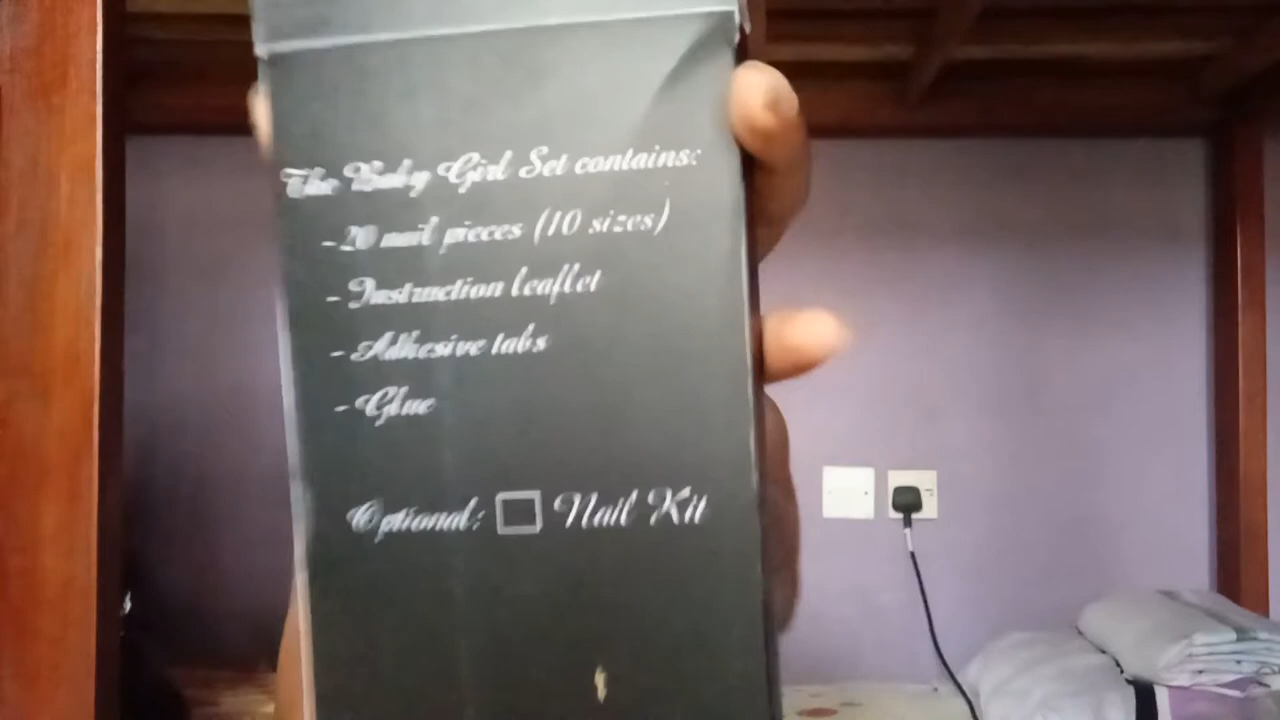 The Baby Girl Set contains:
-20 nail pieces (10 sizes)
- Instruction leaflet
- Adhesive tabs
- Glue
Optional: Nail Kit